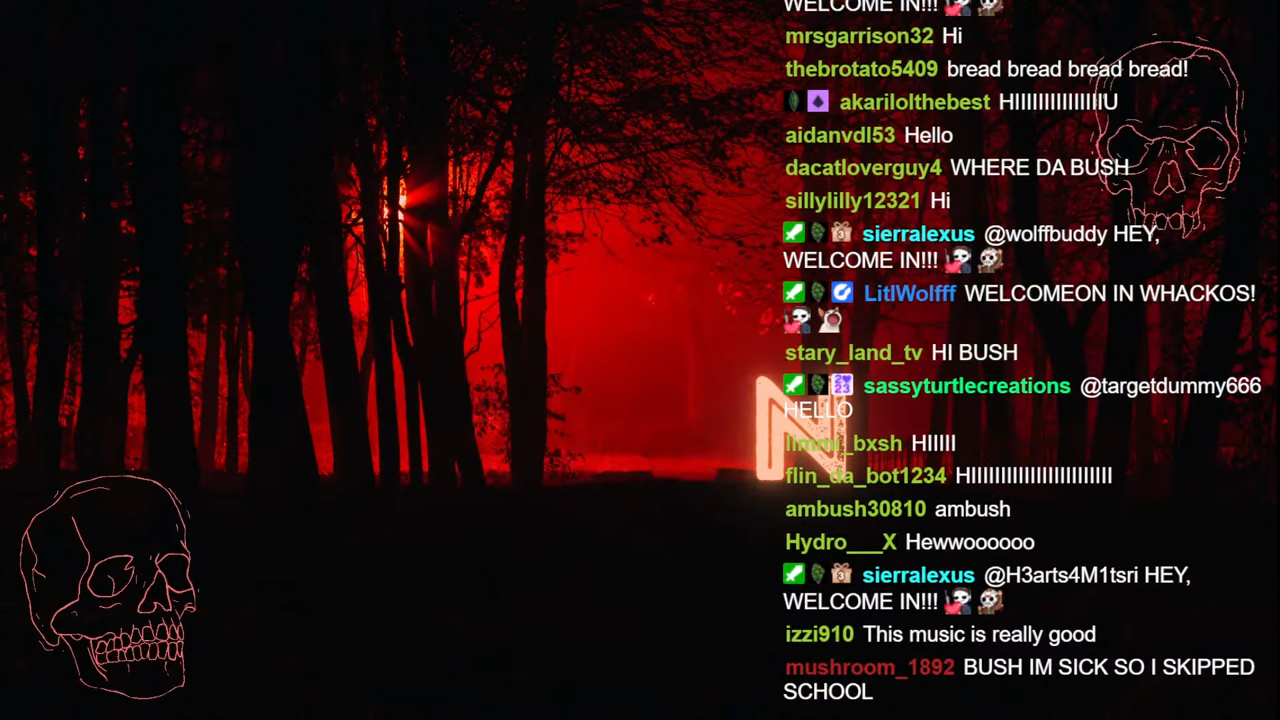 WELCOME IN!!!
mrsgarrison32 Hi
thebrotato5409 bread bread bread bread!
akarilolthebest HIIIIIIIIIIIIIIIU
aidanvdl53 Hello
dacatloverguy4 WHERE DA BUSH
sillylilly12321 Hi
sierralexus @wolffbuddy HEY,
WELCOME IN!!!
LitlWolfff WELCOMEON IN WHACKOS!
stary_land_tv HI BUSH
sassyturtlecreations @targetdummy666
HELLO
N
limmi_bxsh HIIIII
flin_da_bot1234 HIIIIIIIIIIIIIIIIIIIIIIII
ambush30810 ambush
Hydro___X Hewwoooooo
sierralexus @H3arts4M1tsri HEY,
WELCOME IN!!!
izzi910 This music is really good
mushroom_1892 BUSH IM SICK SO I SKIPPED
SCHOOL